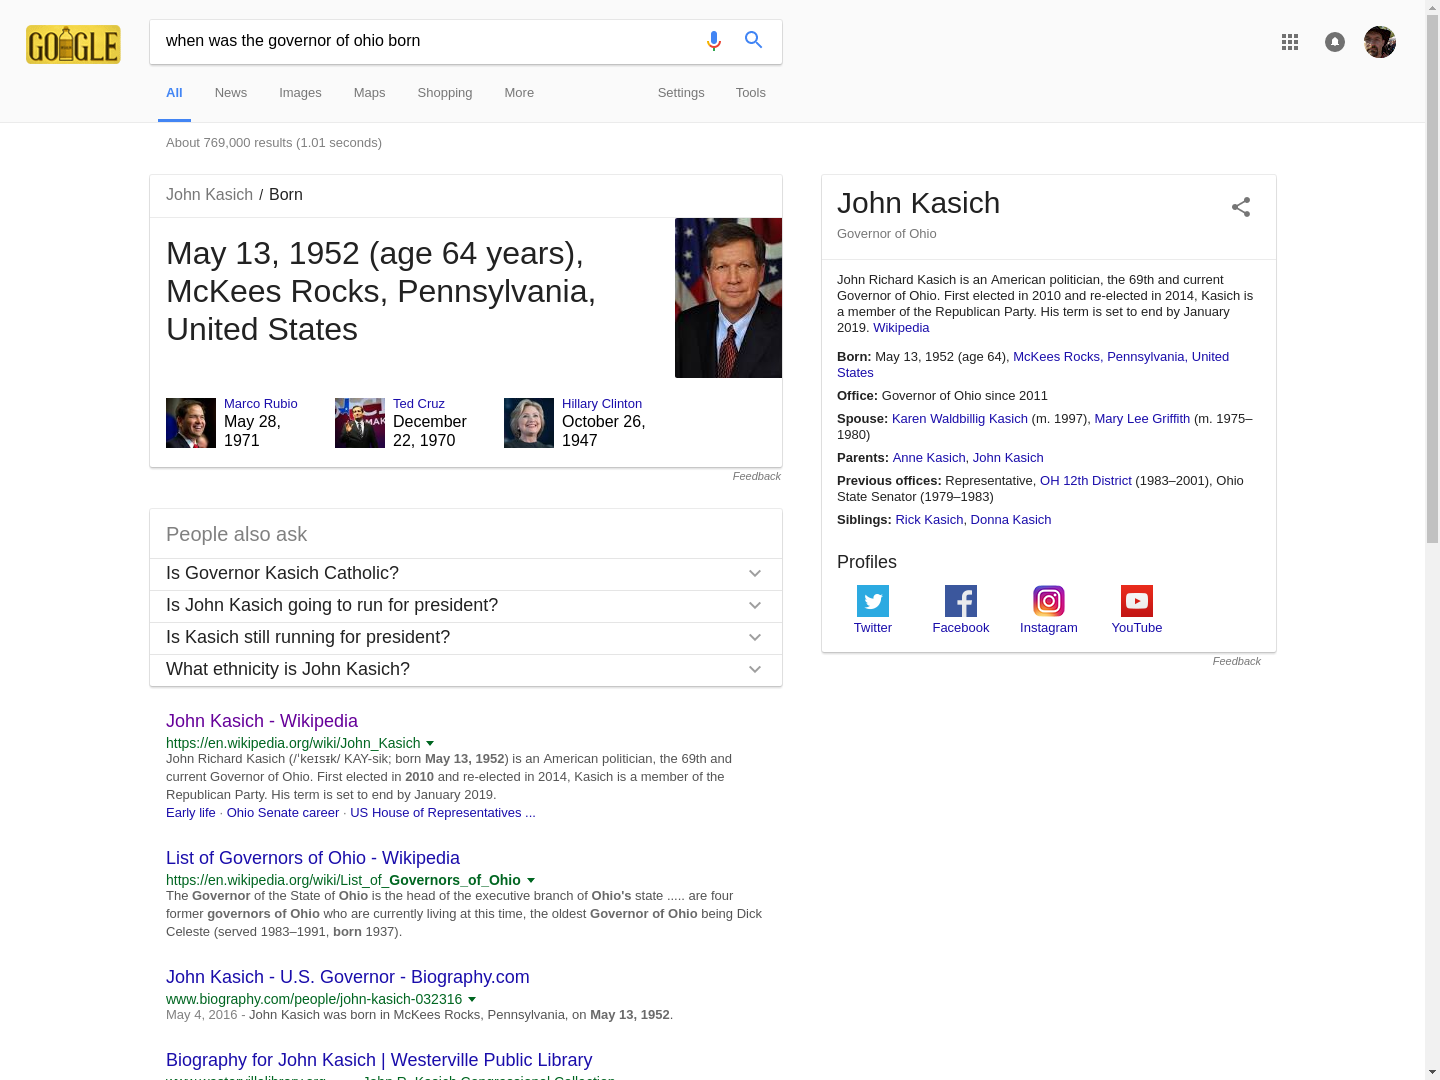 GOOGLE
when was the governor of ohio born
All News Images Maps Shopping More Settings Tools
About 769,000 results (1.01 seconds)
John Kasich / Born
May 13, 1952 (age 64 years),
McKees Rocks, Pennsylvania,
United States
Marco Rubio
May 28,
1971
Ted Cruz
December
22, 1970
Hillary Clinton
October 26,
1947
Feedback
People also ask
Is Governor Kasich Catholic?
Is John Kasich going to run for president?
Is Kasich still running for president?
What ethnicity is John Kasich?
John Kasich - Wikipedia
https://en.wikipedia.org/wiki/John_Kasich
John Richard Kasich (/ˈkeɪsᵻk/ KAY-sik; born May 13, 1952) is an American politician, the 69th and
current Governor of Ohio. First elected in 2010 and re-elected in 2014, Kasich is a member of the
Republican Party. His term is set to end by January 2019.
Early life · Ohio Senate career · US House of Representatives ...
List of Governors of Ohio - Wikipedia
https://en.wikipedia.org/wiki/List_of_Governors_of_Ohio
The Governor of the State of Ohio is the head of the executive branch of Ohio's state ..... are four
former governors of Ohio who are currently living at this time, the oldest Governor of Ohio being Dick
Celeste (served 1983–1991, born 1937).
John Kasich - U.S. Governor - Biography.com
www.biography.com/people/john-kasich-032316
May 4, 2016 - John Kasich was born in McKees Rocks, Pennsylvania, on May 13, 1952.
Biography for John Kasich | Westerville Public Library
John Kasich
Governor of Ohio
John Richard Kasich is an American politician, the 69th and current
Governor of Ohio. First elected in 2010 and re-elected in 2014, Kasich is
a member of the Republican Party. His term is set to end by January
2019. Wikipedia
Born: May 13, 1952 (age 64), McKees Rocks, Pennsylvania, United
States
Office: Governor of Ohio since 2011
Spouse: Karen Waldbillig Kasich (m. 1997), Mary Lee Griffith (m. 1975–
1980)
Parents: Anne Kasich, John Kasich
Previous offices: Representative, OH 12th District (1983–2001), Ohio
State Senator (1979–1983)
Siblings: Rick Kasich, Donna Kasich
Profiles
Twitter Facebook Instagram YouTube
Feedback